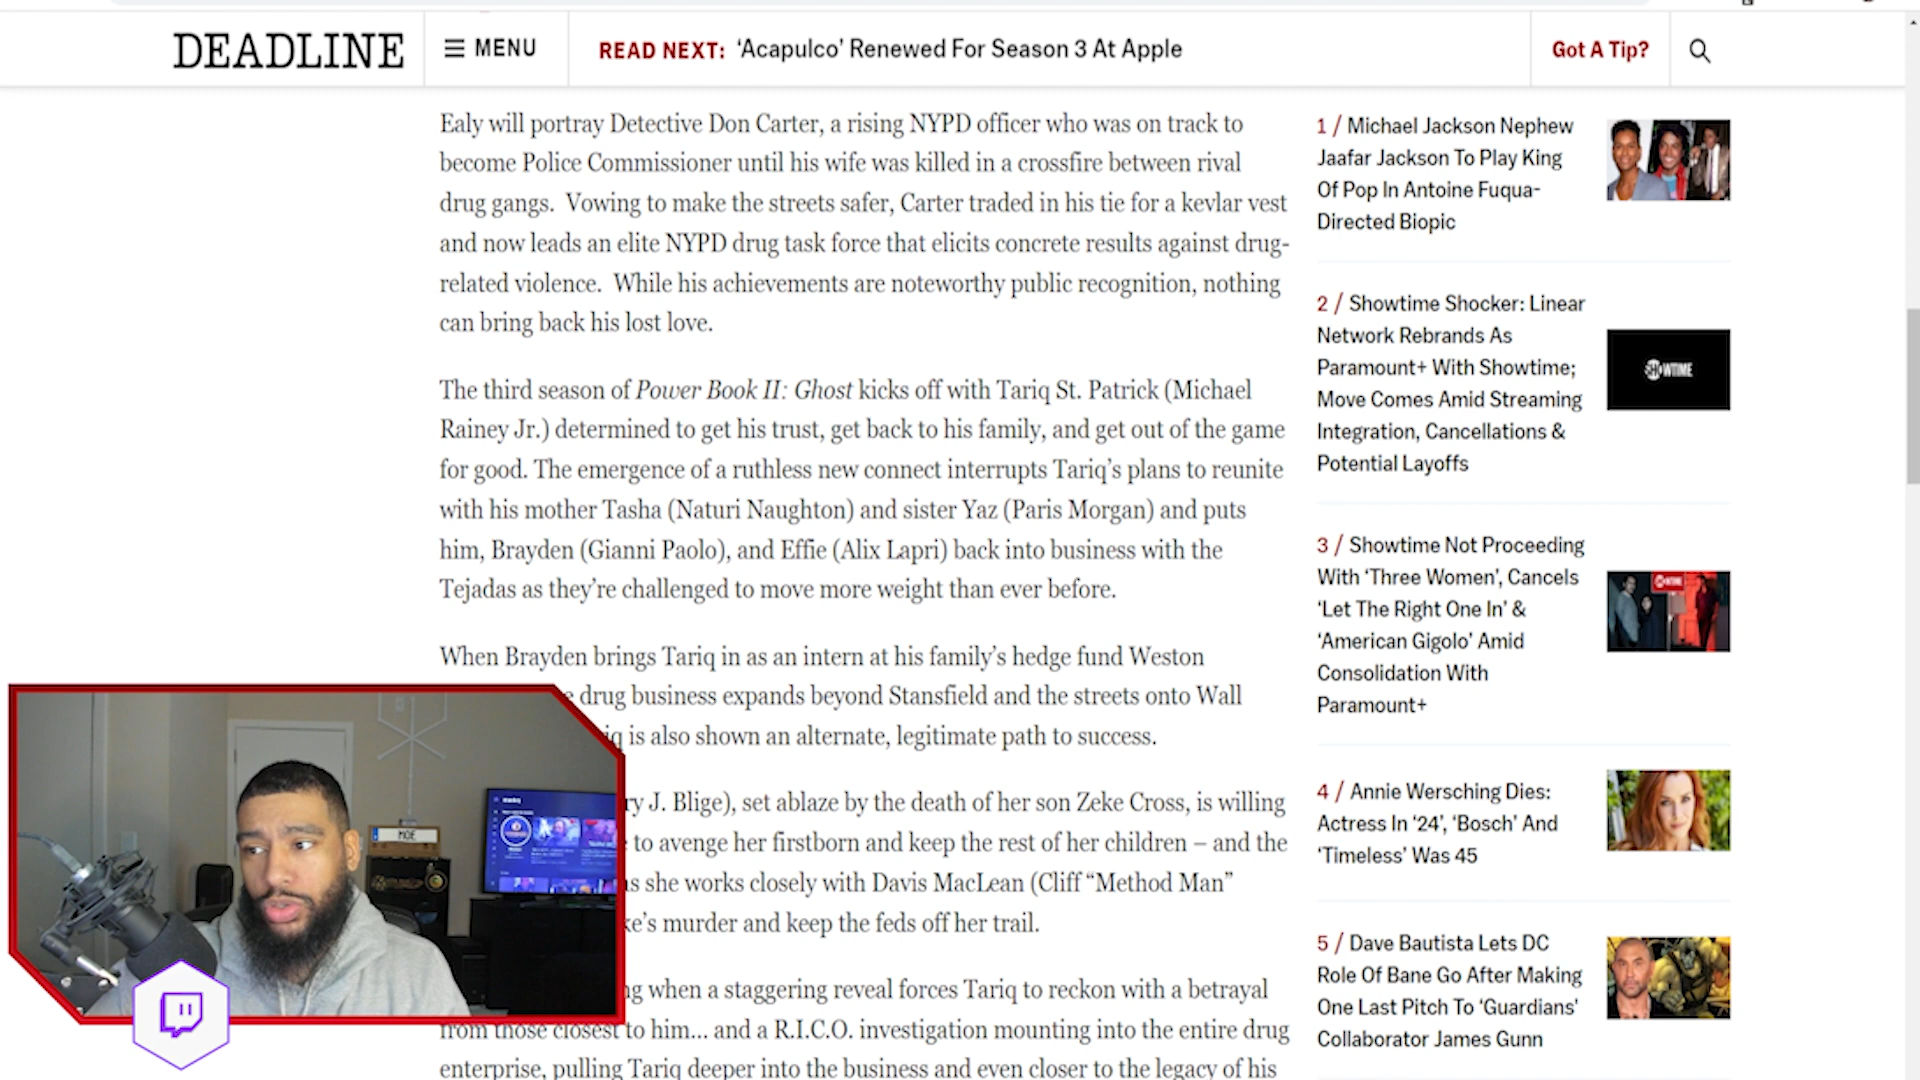 DEADLINE
MENU
READ NEXT: ‘Acapulco’ Renewed For Season 3 At Apple
Got A Tip?
Ealy will portray Detective Don Carter, a rising NYPD officer who was on track to
become Police Commissioner until his wife was killed in a crossfire between rival
drug gangs.  Vowing to make the streets safer, Carter traded in his tie for a kevlar vest
and now leads an elite NYPD drug task force that elicits concrete results against drug-
related violence.  While his achievements are noteworthy public recognition, nothing
can bring back his lost love.
The third season of Power Book II: Ghost kicks off with Tariq St. Patrick (Michael
Rainey Jr.) determined to get his trust, get back to his family, and get out of the game
for good. The emergence of a ruthless new connect interrupts Tariq’s plans to reunite
with his mother Tasha (Naturi Naughton) and sister Yaz (Paris Morgan) and puts
him, Brayden (Gianni Paolo), and Effie (Alix Lapri) back into business with the
Tejadas as they’re challenged to move more weight than ever before.
When Brayden brings Tariq in as an intern at his family’s hedge fund Weston
drug business expands beyond Stansfield and the streets onto Wall
is also shown an alternate, legitimate path to success.
J. Blige), set ablaze by the death of her son Zeke Cross, is willing
to avenge her firstborn and keep the rest of her children – and the
she works closely with Davis MacLean (Cliff “Method Man”
murder and keep the feds off her trail.
when a staggering reveal forces Tariq to reckon with a betrayal
from those closest to him... and a R.I.C.O. investigation mounting into the entire drug
enterprise, pulling Tariq deeper into the business and even closer to the legacy of his
1 / Michael Jackson Nephew
Jaafar Jackson To Play King
Of Pop In Antoine Fuqua-
Directed Biopic
2 / Showtime Shocker: Linear
Network Rebrands As
Paramount+ With Showtime;
Move Comes Amid Streaming
Integration, Cancellations &
Potential Layoffs
SHOWTIME
3 / Showtime Not Proceeding
With ‘Three Women’, Cancels
‘Let The Right One In’ &
‘American Gigolo’ Amid
Consolidation With
Paramount+
4 / Annie Wersching Dies:
Actress In ‘24’, ‘Bosch’ And
‘Timeless’ Was 45
5 / Dave Bautista Lets DC
Role Of Bane Go After Making
One Last Pitch To ‘Guardians’
Collaborator James Gunn
MOE